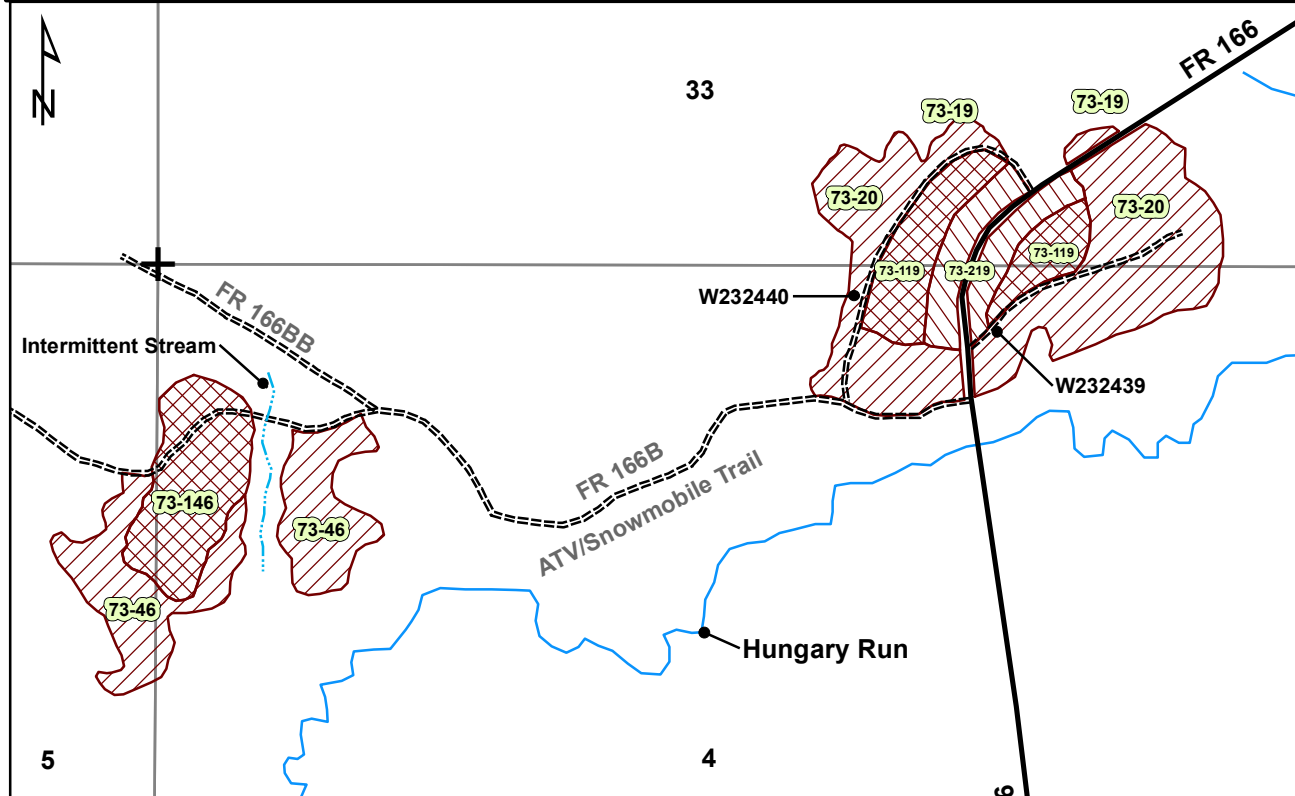 N
33
FR 166
73-19
73-19
73-20
73-20
73-119
73-219
73-119
W232440
W232439
FR 166BB
Intermittent Stream
73-146
73-46
73-46
FR 166B
ATV/Snowmobile Trail
Hungary Run
5
4